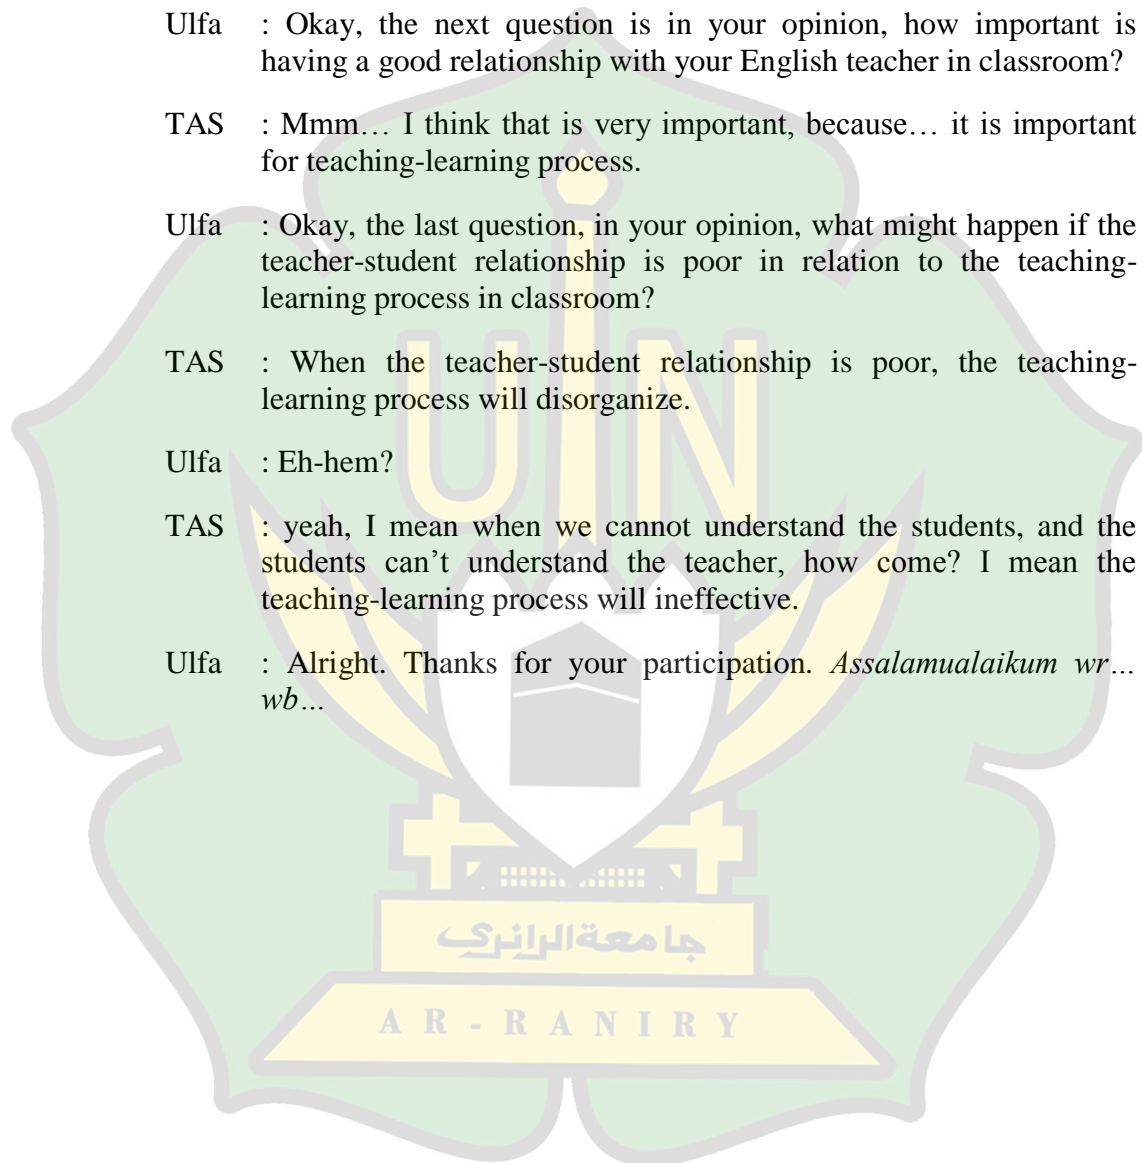 Ulfa : Okay, the next question is in your opinion, how important is
having a good relationship with your English teacher in classroom?
TAS : Mmm… I think that is very important, because… it is important
for teaching-learning process.
Ulfa : Okay, the last question, in your opinion, what might happen if the
teacher-student relationship is poor in relation to the teaching-
learning process in classroom?
TAS : When the teacher-student relationship is poor, the teaching-
learning process will disorganize.
Ulfa : Eh-hem?
TAS : yeah, I mean when we cannot understand the students, and the
students can’t understand the teacher, how come? I mean the
teaching-learning process will ineffective.
Ulfa : Alright. Thanks for your participation. Assalamualaikum wr…
wb…
UIN
جامعة الرانري
AR-RANIRY